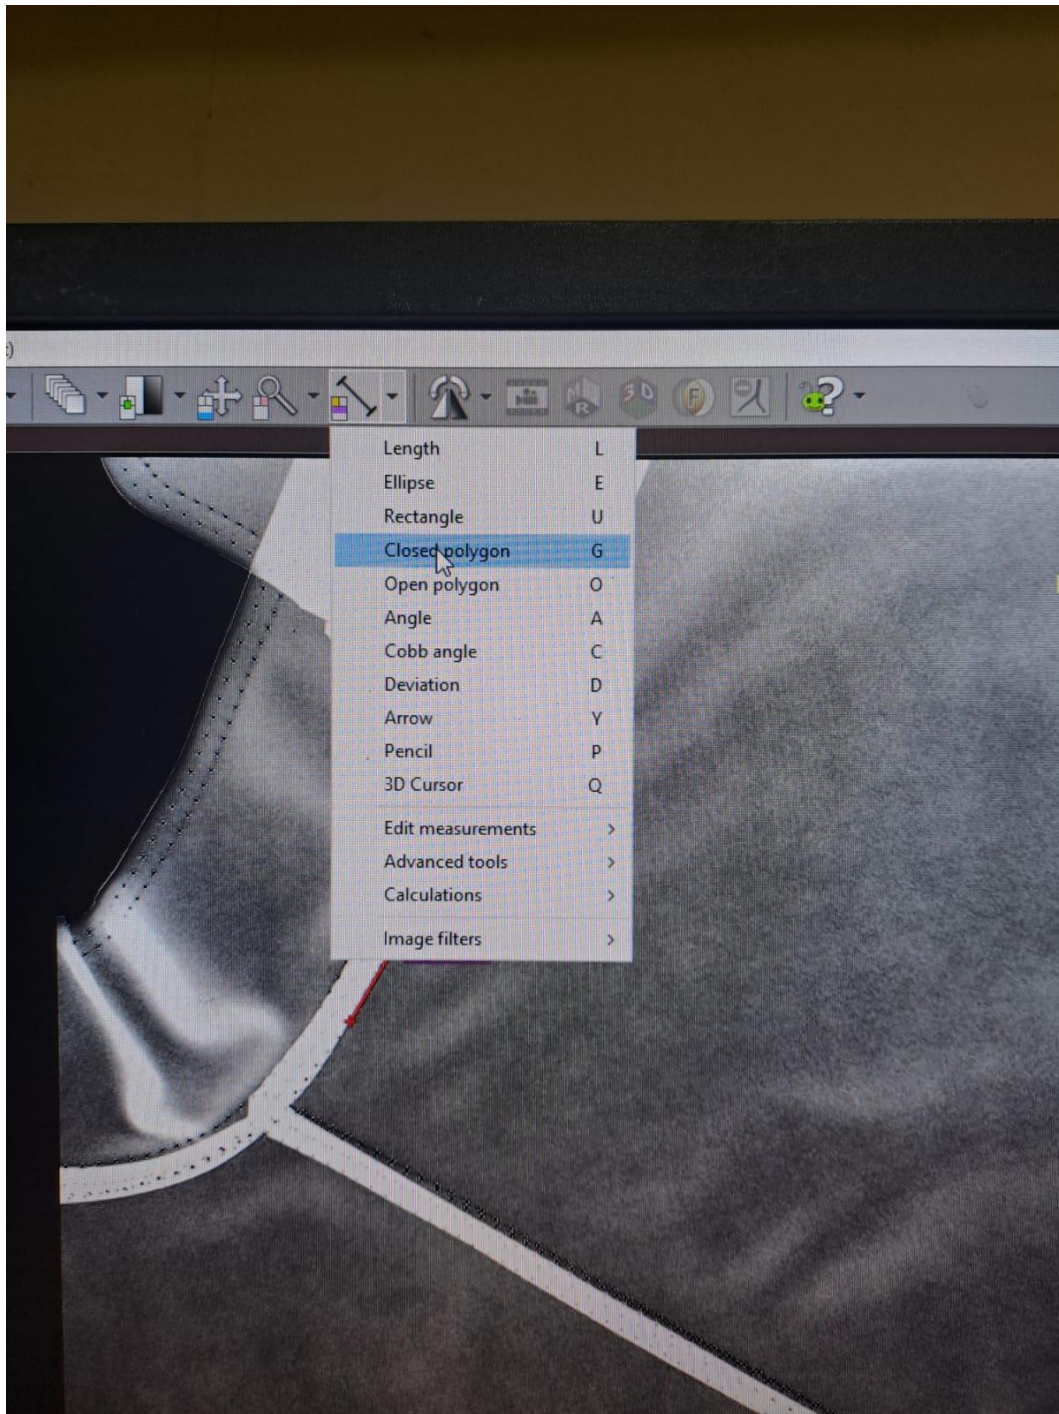 Length L
Ellipse E
Rectangle U
Closed polygon G
Open polygon O
Angle A
Cobb angle C
Deviation D
Arrow Y
Pencil P
3D Cursor Q
Edit measurements >
Advanced tools >
Calculations >
Image filters >